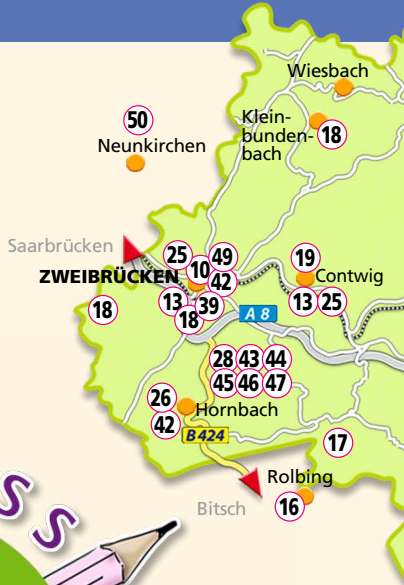 Wiesbach
50
Neunkirchen
Klein-
bunden-
bach
18
Saarbrücken
ZWEIBRÜCKEN
25
49
10
42
13
39
18
18
19
Contwig
13 25
A 8
28 43 44
45 46 47
26
Hornbach
42
B424
17
Rolbing
16
Bitsch
S
S